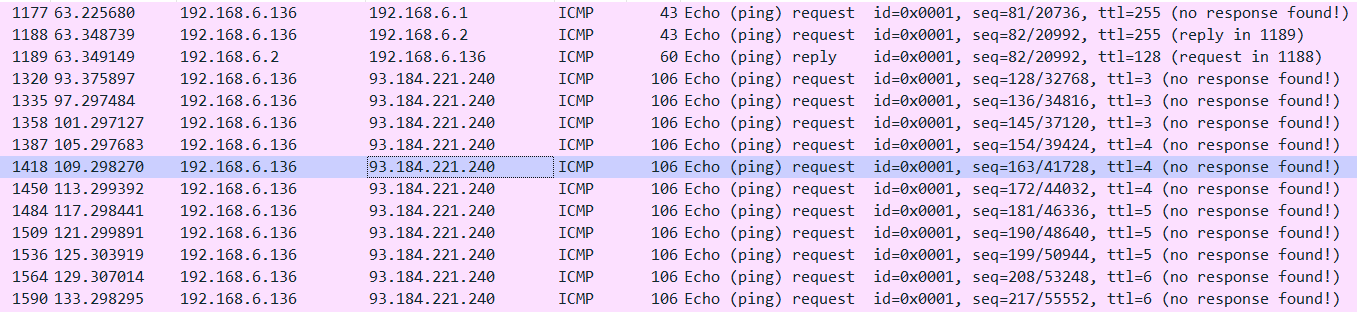 1177 63.225680 192.168.6.136 192.168.6.1 ICMP 43 Echo (ping) request id=0x0001, seq=81/20736, ttl=255 (no response found!)
1188 63.348739 192.168.6.136 192.168.6.2 ICMP 43 Echo (ping) request id=0x0001, seq=82/20992, ttl=255 (reply in 1189)
1189 63.349149 192.168.6.2 192.168.6.136 ICMP 60 Echo (ping) reply id=0x0001, seq=82/20992, ttl=128 (request in 1188)
1320 93.375897 192.168.6.136 93.184.221.240 ICMP 106 Echo (ping) request id=0x0001, seq=128/32768, ttl=3 (no response found!)
1335 97.297484 192.168.6.136 93.184.221.240 ICMP 106 Echo (ping) request id=0x0001, seq=136/34816, ttl=3 (no response found!)
1358 101.297127 192.168.6.136 93.184.221.240 ICMP 106 Echo (ping) request id=0x0001, seq=145/37120, ttl=3 (no response found!)
1387 105.297683 192.168.6.136 93.184.221.240 ICMP 106 Echo (ping) request id=0x0001, seq=154/39424, ttl=4 (no response found!)
1418 109.298270 192.168.6.136 93.184.221.240 ICMP 106 Echo (ping) request id=0x0001, seq=163/41728, ttl=4 (no response found!)
1450 113.299392 192.168.6.136 93.184.221.240 ICMP 106 Echo (ping) request id=0x0001, seq=172/44032, ttl=4 (no response found!)
1484 117.298441 192.168.6.136 93.184.221.240 ICMP 106 Echo (ping) request id=0x0001, seq=181/46336, ttl=5 (no response found!)
1509 121.299891 192.168.6.136 93.184.221.240 ICMP 106 Echo (ping) request id=0x0001, seq=190/48640, ttl=5 (no response found!)
1536 125.303919 192.168.6.136 93.184.221.240 ICMP 106 Echo (ping) request id=0x0001, seq=199/50944, ttl=5 (no response found!)
1564 129.307014 192.168.6.136 93.184.221.240 ICMP 106 Echo (ping) request id=0x0001, seq=208/53248, ttl=6 (no response found!)
1590 133.298295 192.168.6.136 93.184.221.240 ICMP 106 Echo (ping) request id=0x0001, seq=217/55552, ttl=6 (no response found!)